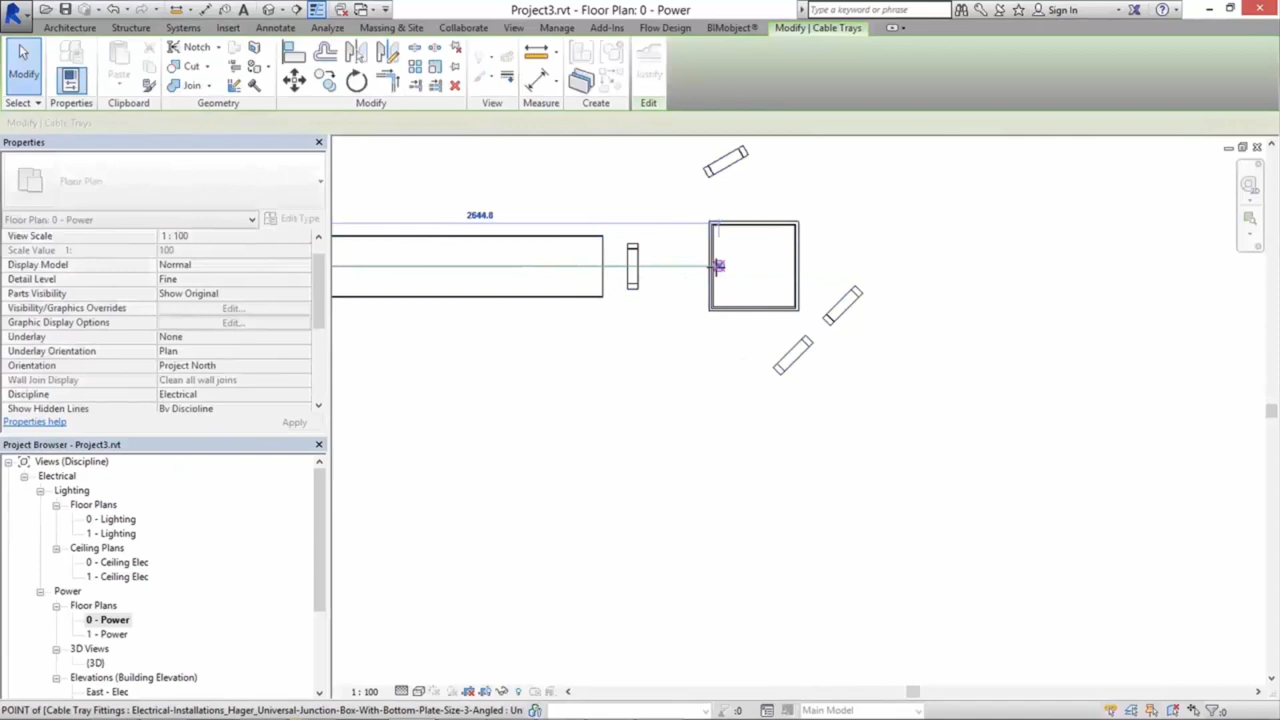 Project3.rvt - Floor Plan: 0 - Power
Type a keyword or phrase
Sign In
Architecture Structure Systems Insert Annotate Analyze Massing & Site Collaborate View Manage Add-Ins Flow Design BIMobject® Modify | Cable Trays
Modify
Paste
Notch
Cut
Join
Justify
Select Properties Clipboard Geometry Modify View Measure Create Edit
Modify | Cable Trays
Properties
Floor Plan
Floor Plan: 0 - Power
Edit Type
View Scale 1 : 100
Scale Value 1: 100
Display Model Normal
Detail Level Fine
Parts Visibility Show Original
Visibility/Graphics Overrides Edit...
Graphic Display Options Edit...
Underlay None
Underlay Orientation Plan
Orientation Project North
Wall Join Display Clean all wall joins
Discipline Electrical
Show Hidden Lines By Discipline
Properties help
Apply
2644.8
Project Browser - Project3.rvt
Views (Discipline)
Electrical
Lighting
Floor Plans
0 - Lighting
1 - Lighting
Ceiling Plans
0 - Ceiling Elec
1 - Ceiling Elec
Power
Floor Plans
0 - Power
1 - Power
3D Views
{3D}
Elevations (Building Elevation)
East - Elec
1 : 100
POINT of [Cable Tray Fittings : Electrical-Installations_Hager_Universal-Junction-Box-With-Bottom-Plate-Size-3-Angled : Un
:0
Main Model
:0